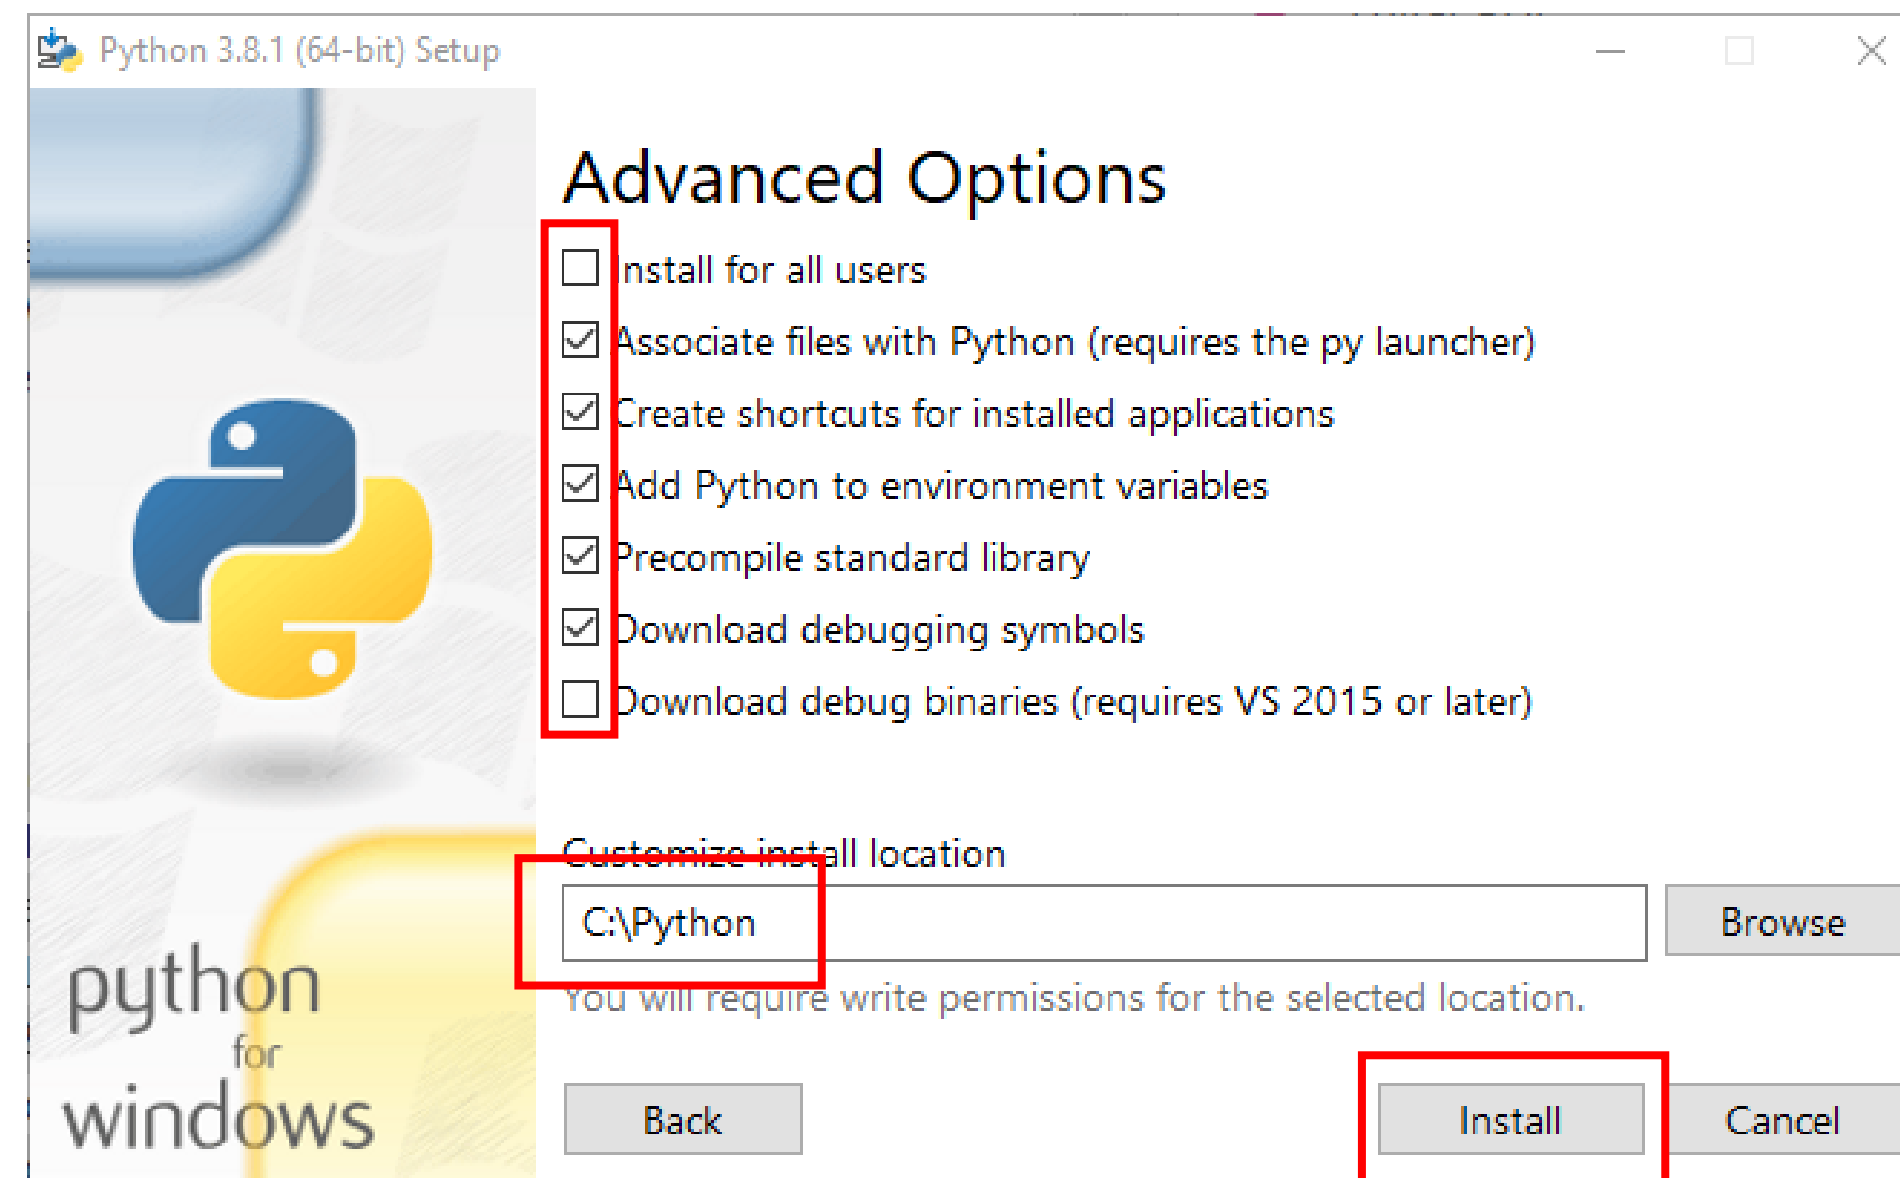 Python 3.8.1 (64-bit) Setup
Advanced Options
Install for all users
Associate files with Python (requires the py launcher)
Create shortcuts for installed applications
Add Python to environment variables
Precompile standard library
Download debugging symbols
Download debug binaries (requires VS 2015 or later)
Customize install location
C:\Python
Browse
You will require write permissions for the selected location.
python
for
windows
Back
Install
Cancel